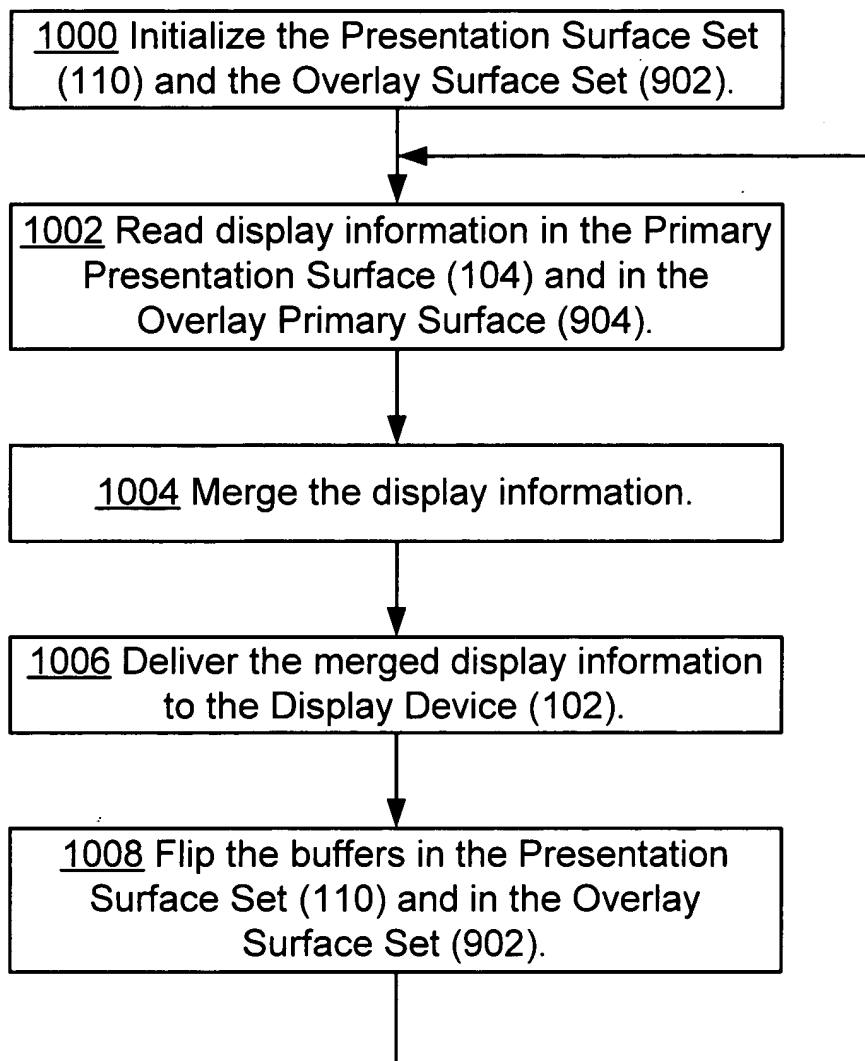 1000 Initialize the Presentation Surface Set
(110) and the Overlay Surface Set (902).
1002 Read display information in the Primary
Presentation Surface (104) and in the
Overlay Primary Surface (904).
1004 Merge the display information.
1006 Deliver the merged display information
to the Display Device (102).
1008 Flip the buffers in the Presentation
Surface Set (110) and in the Overlay
Surface Set (902).